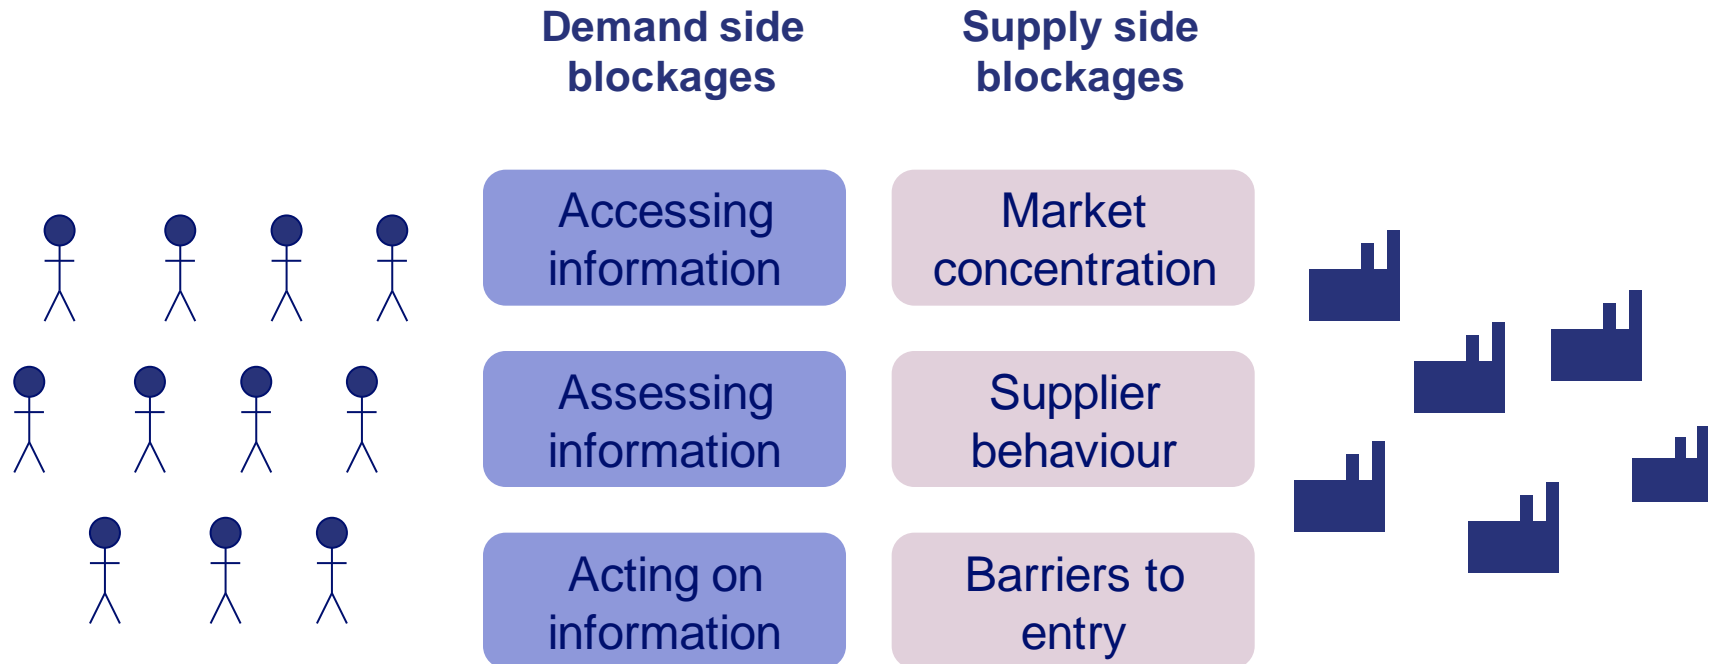 Demand side
blockages
Supply side
blockages
Accessing
information
Market
concentration
Assessing
information
Supplier
behaviour
Acting on
information
Barriers to
entry